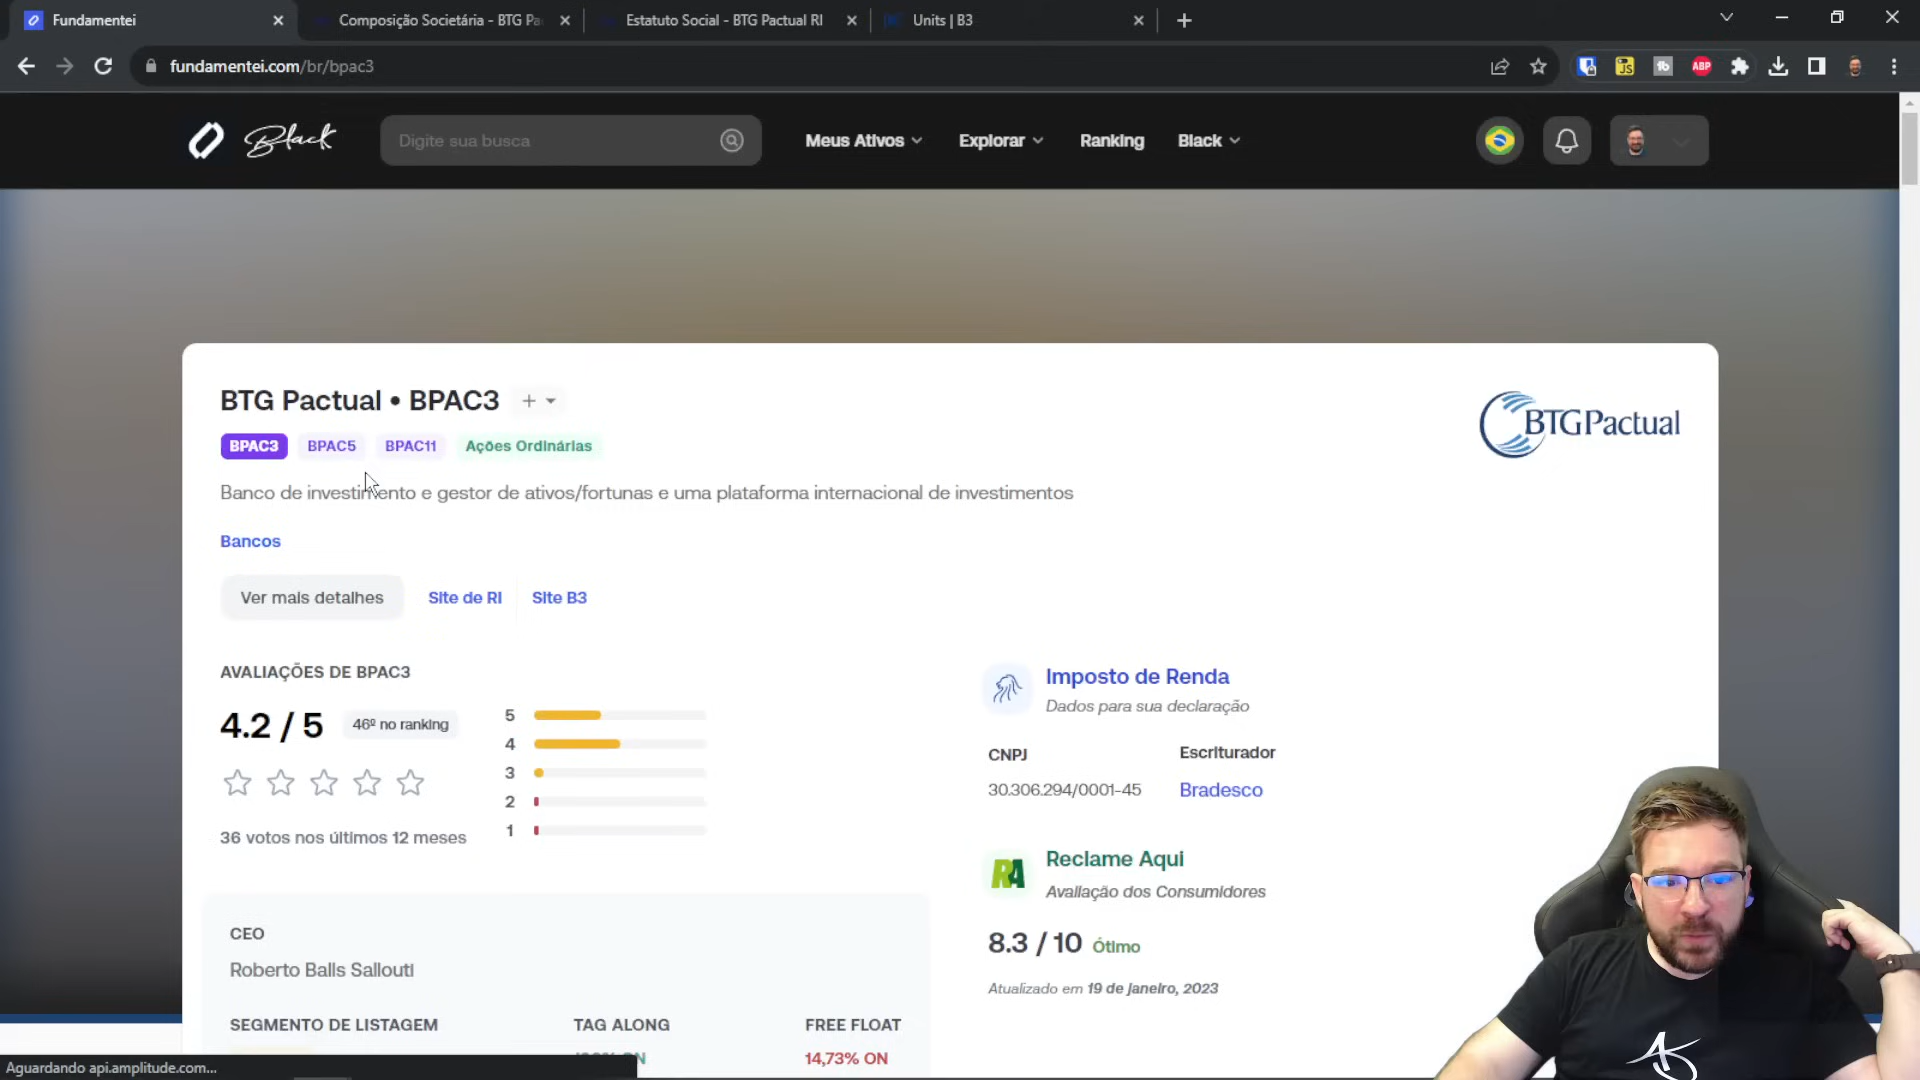 Fundamentei
Composição Societária - BTG Pa
Estatuto Social - BTG Pactual RI
Units | B3
fundamentei.com/br/bpac3
Black
Digite sua busca
Meus Ativos
Explorar
Ranking
Black
BTG Pactual • BPAC3
BTGPactual
BPAC3
BPAC5
BPAC11
Ações Ordinárias
Banco de investimento e gestor de ativos/fortunas e uma plataforma internacional de investimentos
Bancos
Ver mais detalhes
Site de RI
Site B3
AVALIAÇÕES DE BPAC3
4.2 / 5
46º no ranking
5
4
3
2
1
36 votos nos últimos 12 meses
Imposto de Renda
Dados para sua declaração
CNPJ
Escriturador
30.306.294/0001-45
Bradesco
RA
Reclame Aqui
Avaliação dos Consumidores
8.3 / 10 Ótimo
Atualizado em 19 de janeiro, 2023
CEO
Roberto Balls Sallouti
SEGMENTO DE LISTAGEM
TAG ALONG
FREE FLOAT
14,73% ON
Aguardando api.amplitude.com...